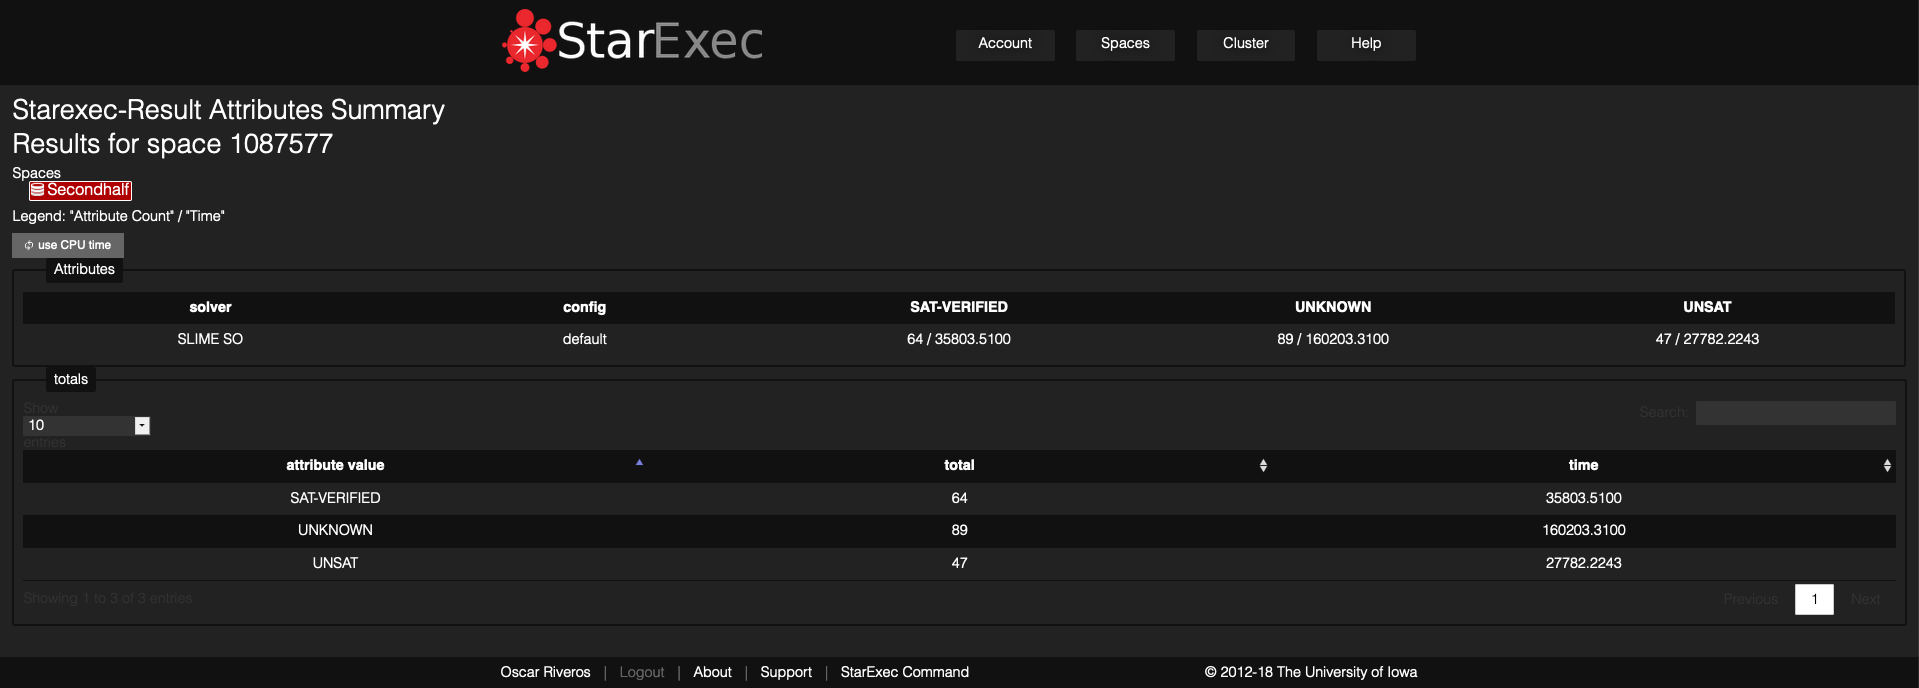 StarExec
Account Spaces Cluster Help
Starexec-Result Attributes Summary
Results for space 1087577
Spaces
Secondhalf
Legend: "Attribute Count" / "Time"
use CPU time
Attributes
solver config SAT-VERIFIED UNKNOWN UNSAT
SLIME SO default 64 / 35803.5100 89 / 160203.3100 47 / 27782.2243
totals
Show
10
entries
Search:
attribute value total time
SAT-VERIFIED 64 35803.5100
UNKNOWN 89 160203.3100
UNSAT 47 27782.2243
Showing 1 to 3 of 3 entries
Previous 1 Next
Oscar Riveros | Logout | About | Support | StarExec Command © 2012-18 The University of Iowa